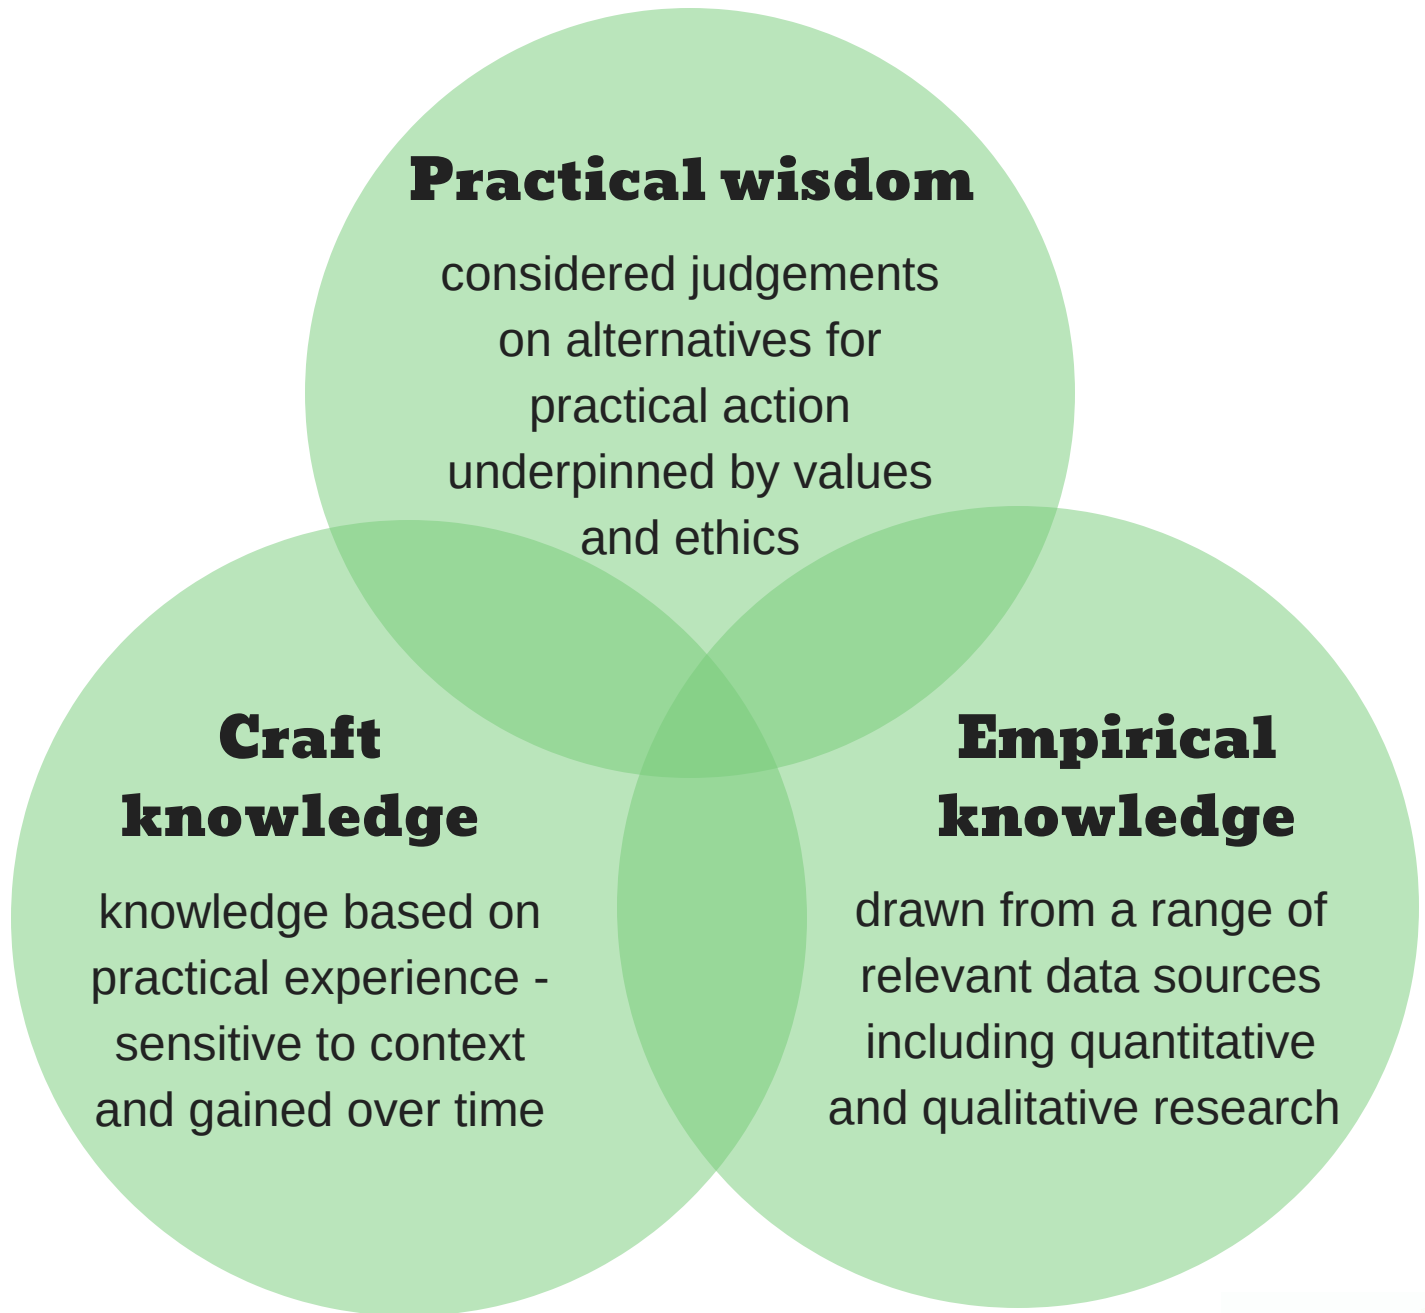 Practical wisdom
considered judgements
on alternatives for
practical action
underpinned by values
and ethics
Craft
knowledge
knowledge based on
practical experience -
sensitive to context
and gained over time
Empirical
knowledge
drawn from a range of
relevant data sources
including quantitative
and qualitative research